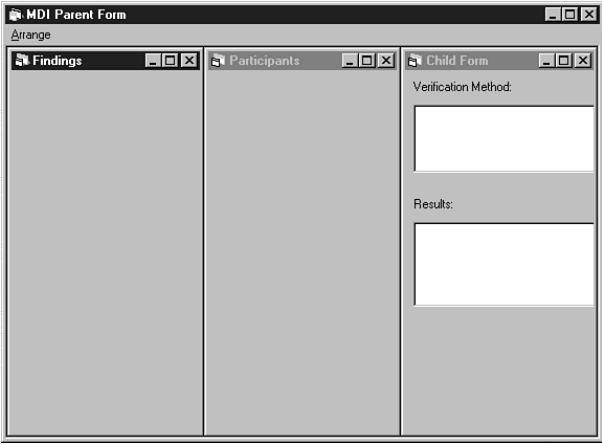 MDI Parent Form
Arrange
Findings
Participants
Child Form
Verification Method:
Results: